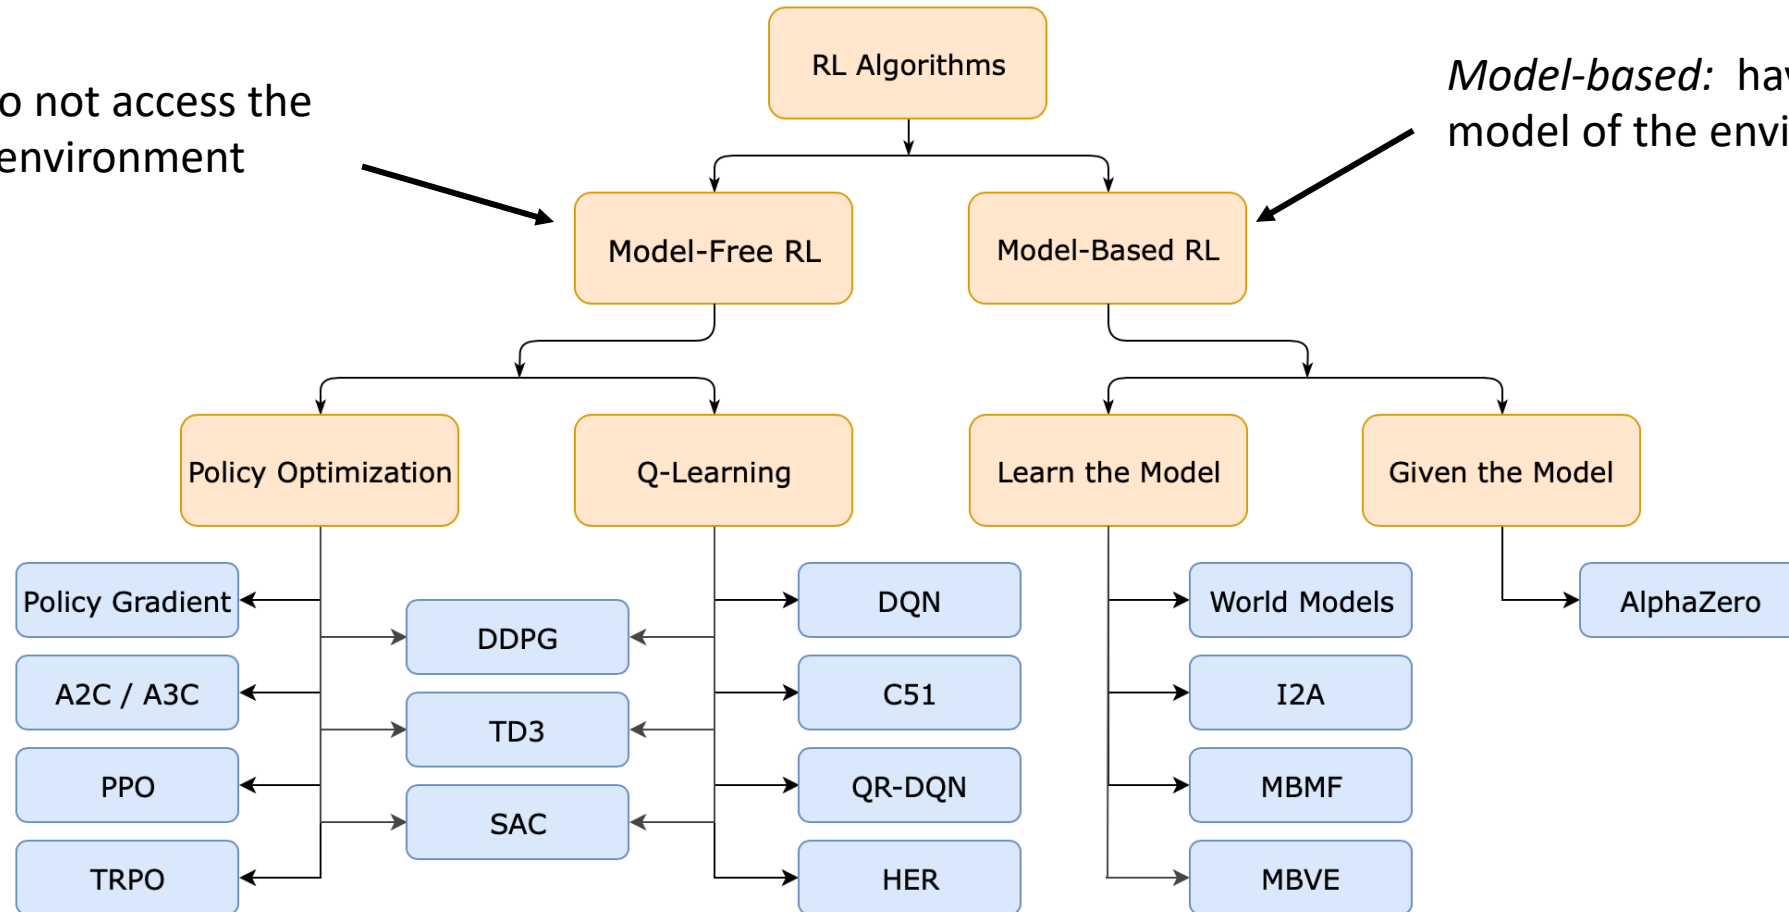 RL Algorithms
o not access the
environment
Model-based: hav
model of the envi
Model-Free RL
Model-Based RL
Policy Optimization
Q-Learning
Learn the Model
Given the Model
Policy Gradient
DDPG
DQN
World Models
AlphaZero
A2C / A3C
TD3
C51
I2A
PPO
SAC
QR-DQN
MBMF
TRPO
HER
MBVE